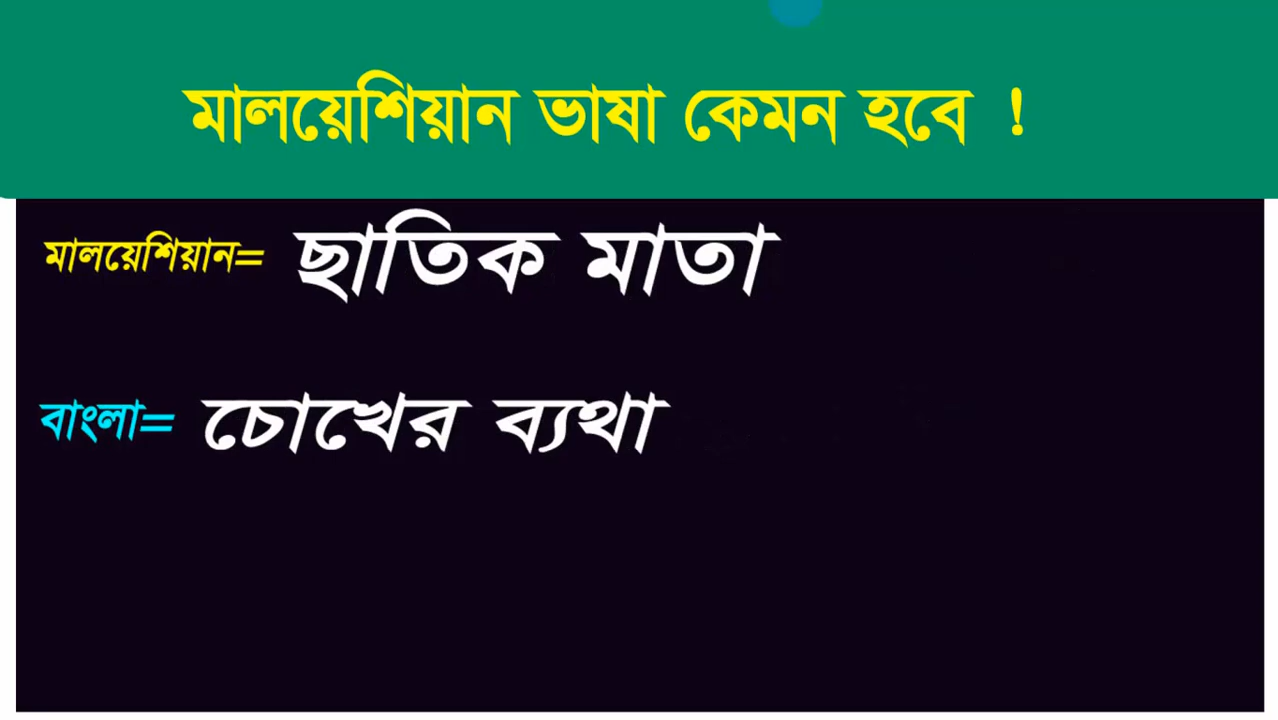 মালয়েশিয়ান ভাষা কেমন হবে !
মালয়েশিয়ান= ছাতিক মাতা
বাংলা= চোখের ব্যথা